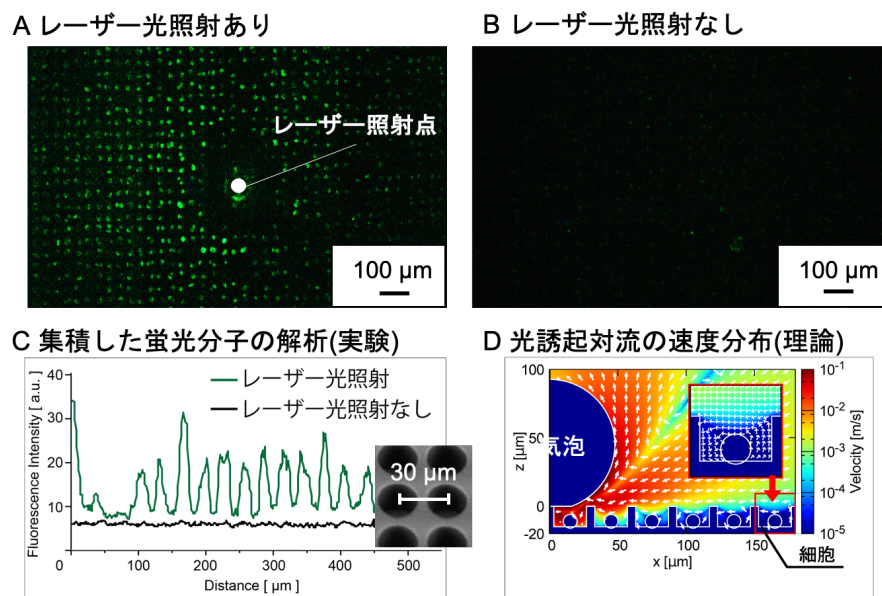 A レーザー光照射あり
B レーザー光照射なし
レーザー照射点
100 μm
100 μm
C 集積した蛍光分子の解析(実験)
D 光誘起対流の速度分布(理論)
40
30
20
10
Fluorescence Intensity [ a.u. ]
レーザー光照射
レーザー光照射なし
30 μm
0
100
200
300
400
500
Distance [ μm ]
100
50
0
-20
z [μm]
気泡
0
50
100
150
x [μm]
細胞
10-1
10-2
10-3
10-4
10-5
Velocity [m/s]